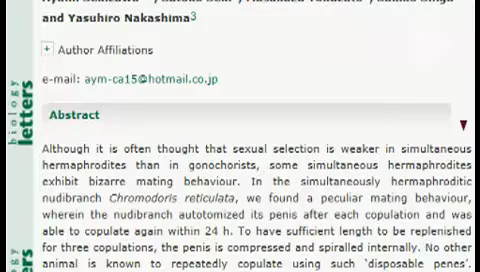 and Yasuhiro Nakashima3
+ Author Affiliations
e-mail: aym-ca15@hotmail.co.jp
Abstract
Although it is often thought that sexual selection is weaker in simultaneous
hermaphrodites than in gonochorists, some simultaneous hermaphrodites
exhibit bizarre mating behaviour. In the simultaneously hermaphroditic
nudibranch Chromodoris reticulata, we found a peculiar mating behaviour,
wherein the nudibranch autotomized its penis after each copulation and was
able to copulate again within 24 h. To have sufficient length to be replenished
for three copulations, the penis is compressed and spiralled internally. No other
animal is known to repeatedly copulate using such ‘disposable penes’.
biology
letters
biology
letters